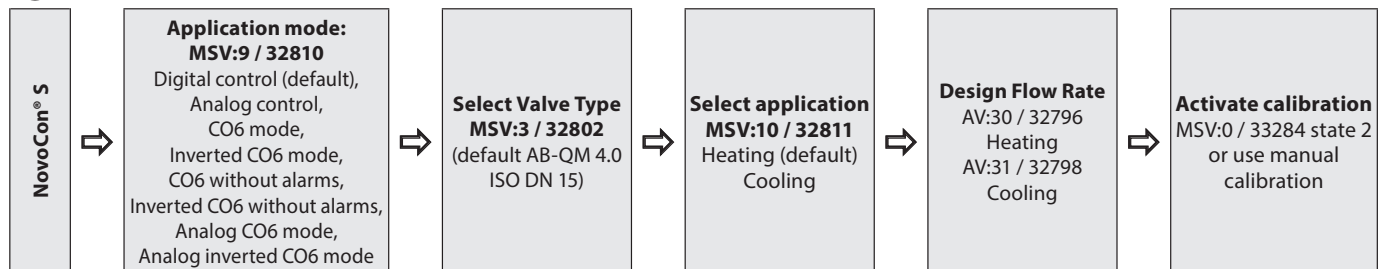 NovoCon® S
Application mode:
MSV:9 / 32810
Digital control (default),
Analog control,
CO6 mode,
Inverted CO6 mode,
CO6 without alarms,
Inverted CO6 without alarms,
Analog CO6 mode,
Analog inverted CO6 mode
Select Valve Type
MSV:3 / 32802
(default AB-QM 4.0
ISO DN 15)
Select application
MSV:10 / 32811
Heating (default)
Cooling
Design Flow Rate
AV:30 / 32796
Heating
AV:31 / 32798
Cooling
Activate calibration
MSV:0 / 33284 state 2
or use manual
calibration